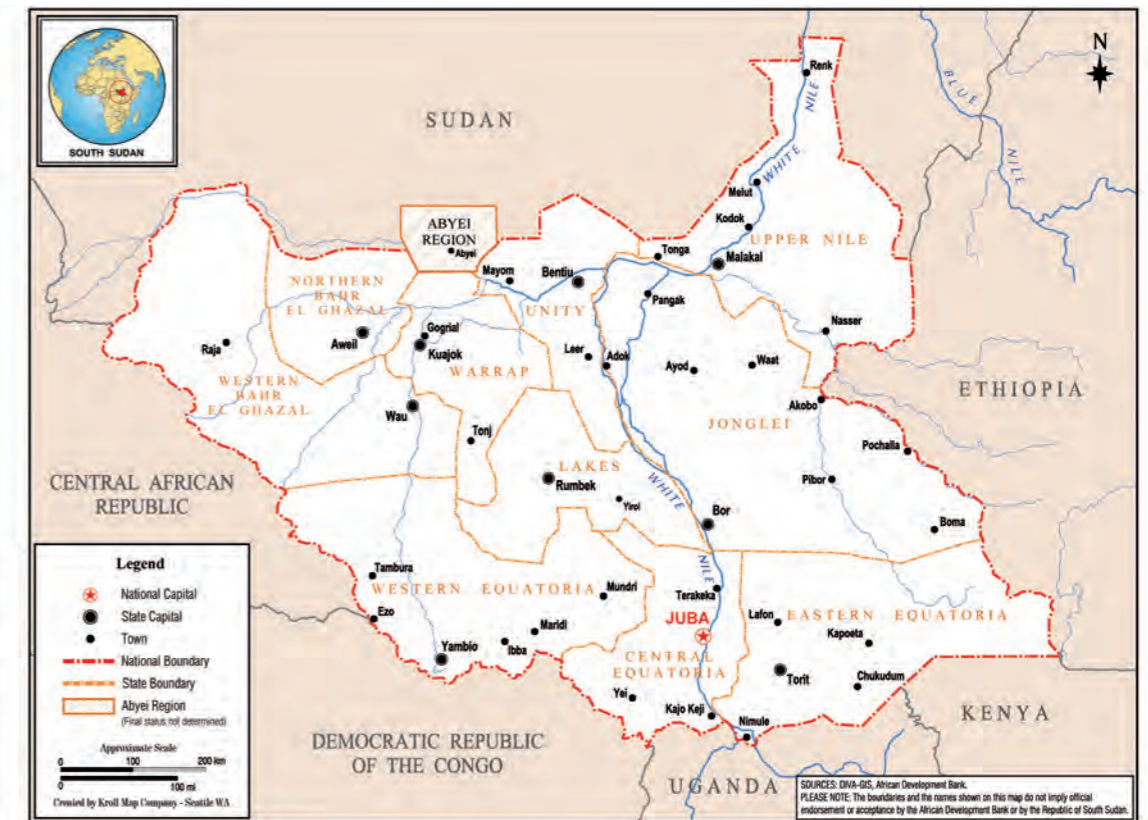 SOUTH SUDAN
N
SUDAN
Renk
BLUE
NILE
NILE
WHITE
Melut
Kodok
UPPER NILE
Malakal
Tonga
ABYEI
REGION
Abyei
Mayom
Bentiu
UNITY
Pangak
NORTHERN
BAHR
EL GHAZAL
Aweil
Gogrial
Kuajok
WARRAP
Raja
WESTERN
BAHR
EL GHAZAL
Wau
Leer
Adok
Ayod
Waat
Nasser
ETHIOPIA
Akobo
JONGLEI
Pochalla
Tonj
LAKES
Rumbek
Yirol
WHITE
NILE
Pibor
Bor
Boma
CENTRAL AFRICAN
REPUBLIC
Tambura
WESTERN EQUATORIA
Mundri
Ezo
Maridi
Ibba
Yambio
Terakeka
JUBA
CENTRAL
EQUATORIA
Lafon
EASTERN EQUATORIA
Kapoeta
Torit
Chukudum
Yei
Kajo Keji
Nimule
KENYA
DEMOCRATIC REPUBLIC
OF THE CONGO
UGANDA
Legend
National Capital
State Capital
Town
National Boundary
State Boundary
Abyei Region
(Final status not determined)
Approximate Scale
0 100 200 km
0 100 mi
Created by Kroll Map Company - Seattle WA
SOURCES: DIVA-GIS, African Development Bank.
PLEASE NOTE: The boundaries and the names shown on this map do not imply official
endorsement or acceptance by the African Development Bank or by the Republic of South Sudan.